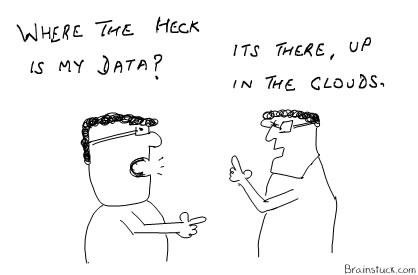 WHERE THE HECK
IS MY DATA?
ITS THERE, UP
IN THE CLOUDS.
Brainstuck.com